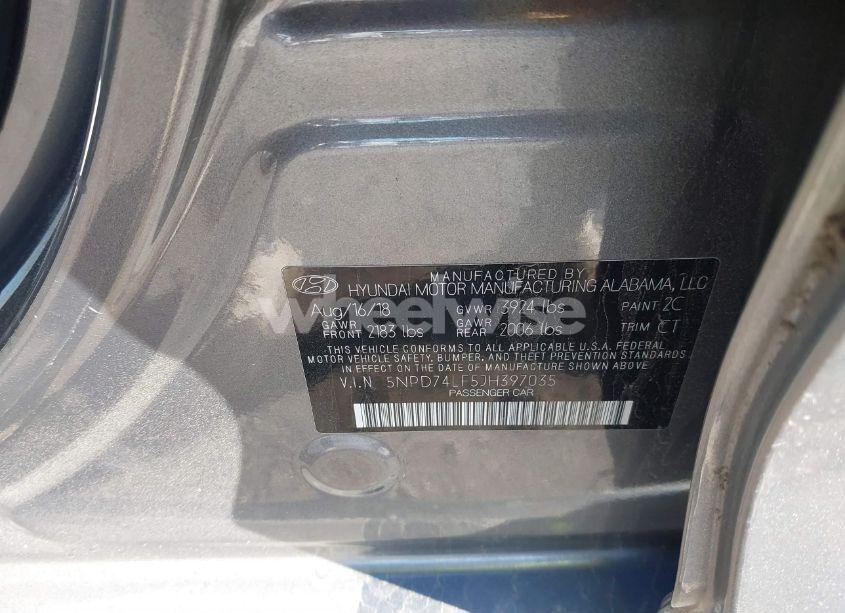 MANUFACTURED BY
HYUNDAI MOTOR MANUFACTURING ALABAMA, LLC
Aug/16/18 GVWR 3924 lbs PAINT 2C
GAWR FRONT 2183 lbs GAWR REAR 2006 lbs TRIM CT
THIS VEHICLE CONFORMS TO ALL APPLICABLE U.S.A. FEDERAL
MOTOR VEHICLE SAFETY, BUMPER, AND THEFT PREVENTION STANDARDS
IN EFFECT ON THE DATE OF MANUFACTURE SHOWN ABOVE
V.I.N 5NPD74LF5JH397035
PASSENGER CAR
wheelwise